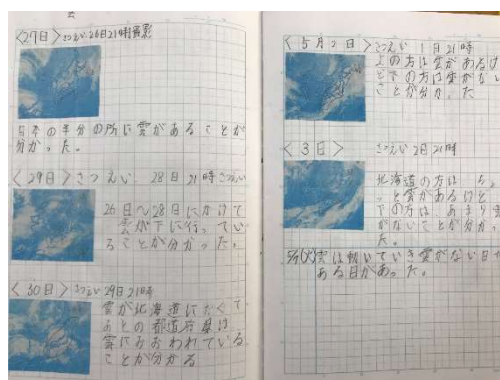 雲
<27日>さつえい26日21時撮影
日本の半分の所に雲があることが
分かった。
<29日>さつえい 28日 21時さつえい
26日〜28日にかけて
雲が下に行っている
ことが分かった。
<30日>さつえい29日21時
雲が北海道になくて
あとの都道府県は
雲におおわれている
ことが分かる
<5月2日>さつえい 1日21時
上の方は雲があるけ
ど下の方は雲がない
ことが分かった
<3日>さつえい2日21時
北海道の方はちょ
っと雲があるけど
下の方は、あまり雲
がないことが分かっ
た。
雲は動いていき雲がない日や
ある日があった。